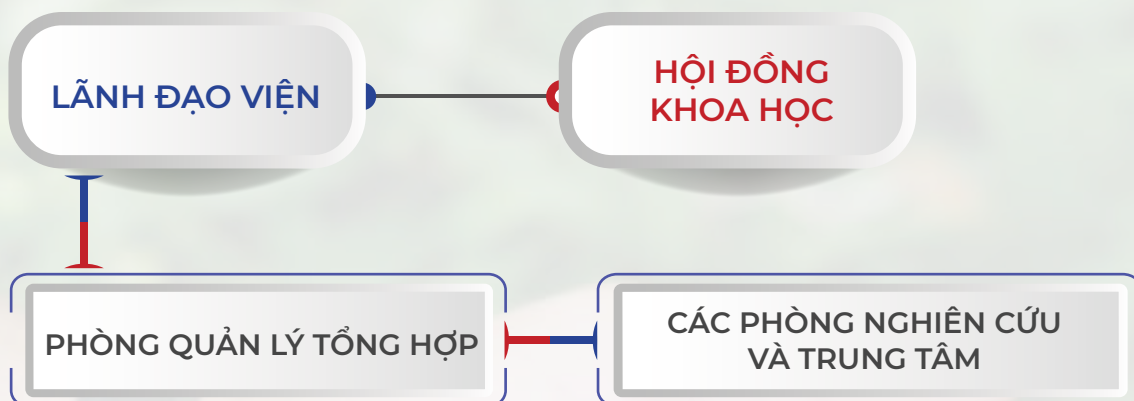 LÃNH ĐẠO VIỆN
HỘI ĐỒNG
KHOA HỌC
PHÒNG QUẢN LÝ TỔNG HỢP
CÁC PHÒNG NGHIÊN CỨU
VÀ TRUNG TÂM